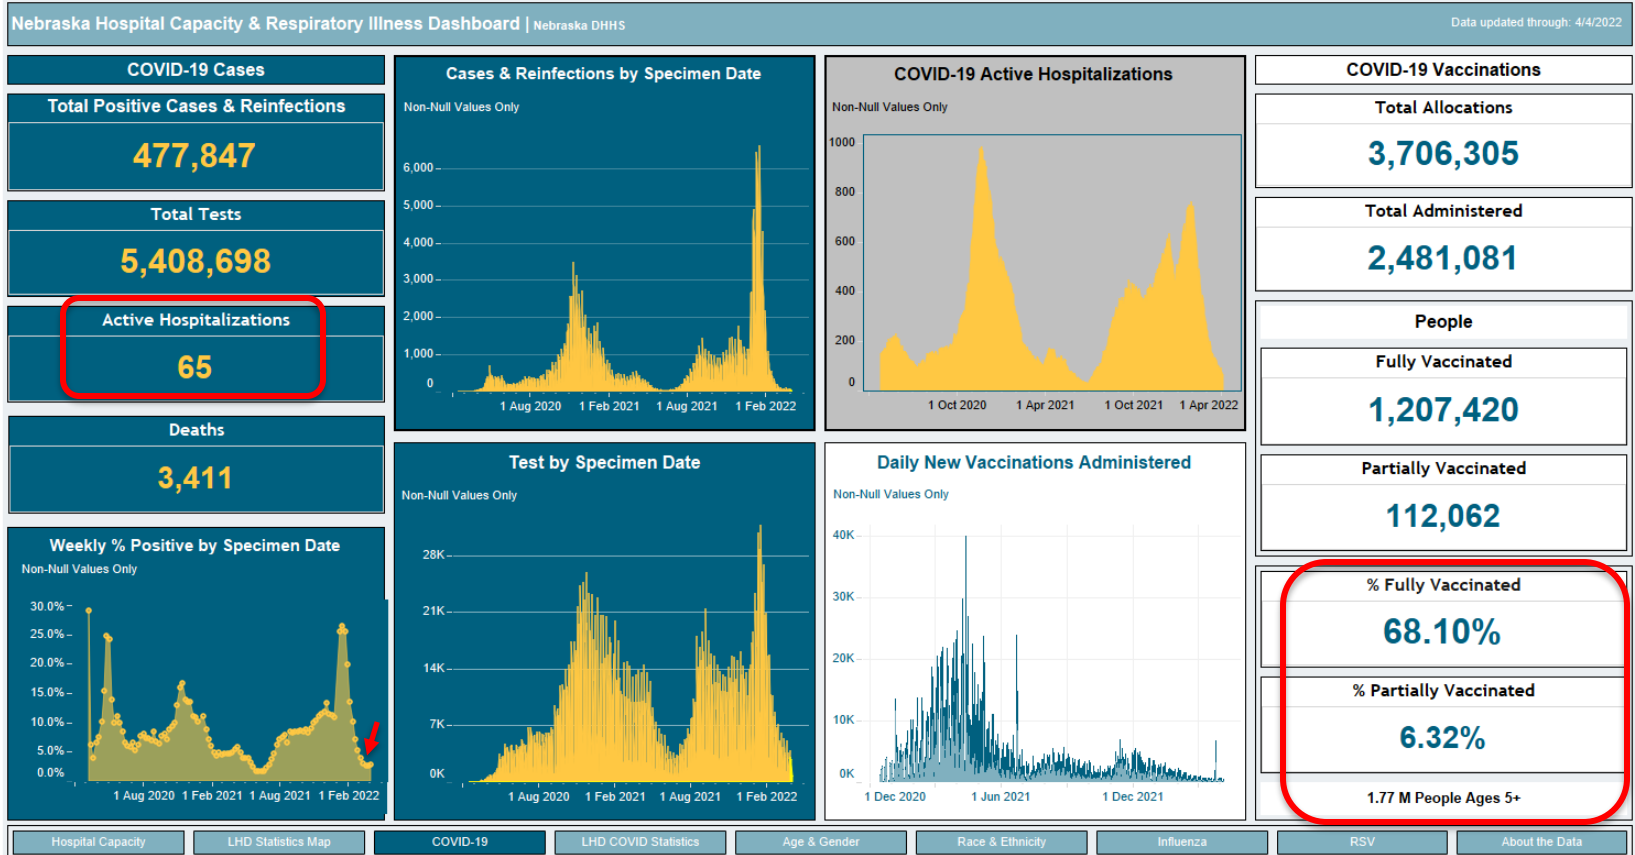 Nebraska Hospital Capacity & Respiratory Illness Dashboard | Nebraska DHHS
Data updated through: 4/4/2022
COVID-19 Cases
Total Positive Cases & Reinfections
477,847
Total Tests
5,408,698
Active Hospitalizations
65
Deaths
3,411
Weekly % Positive by Specimen Date
Non-Null Values Only
30.0%
25.0%
20.0%
15.0%
10.0%
5.0%
0.0%
1 Aug 2020 1 Feb 2021 1 Aug 2021 1 Feb 2022
Cases & Reinfections by Specimen Date
Non-Null Values Only
6,000
5,000
4,000
3,000
2,000
1,000
0
1 Aug 2020 1 Feb 2021 1 Aug 2021 1 Feb 2022
Test by Specimen Date
Non-Null Values Only
28K
21K
14K
7K
0K
1 Aug 2020 1 Feb 2021 1 Aug 2021 1 Feb 2022
COVID-19 Active Hospitalizations
Non-Null Values Only
1000
800
600
400
200
0
1 Oct 2020 1 Apr 2021 1 Oct 2021 1 Apr 2022
Daily New Vaccinations Administered
Non-Null Values Only
40K
30K
20K
10K
0K
1 Dec 2020 1 Jun 2021 1 Dec 2021
COVID-19 Vaccinations
Total Allocations
3,706,305
Total Administered
2,481,081
People
Fully Vaccinated
1,207,420
Partially Vaccinated
112,062
% Fully Vaccinated
68.10%
% Partially Vaccinated
6.32%
1.77 M People Ages 5+
Hospital Capacity LHD Statistics Map COVID-19 LHD COVID Statistics Age & Gender Race & Ethnicity Influenza RSV About the Data